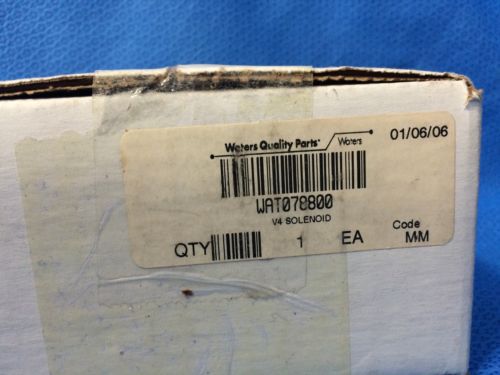 Waters Quality Parts® Waters 01/06/06
WAT078800
V4 SOLENOID
Code
QTY 1 EA MM